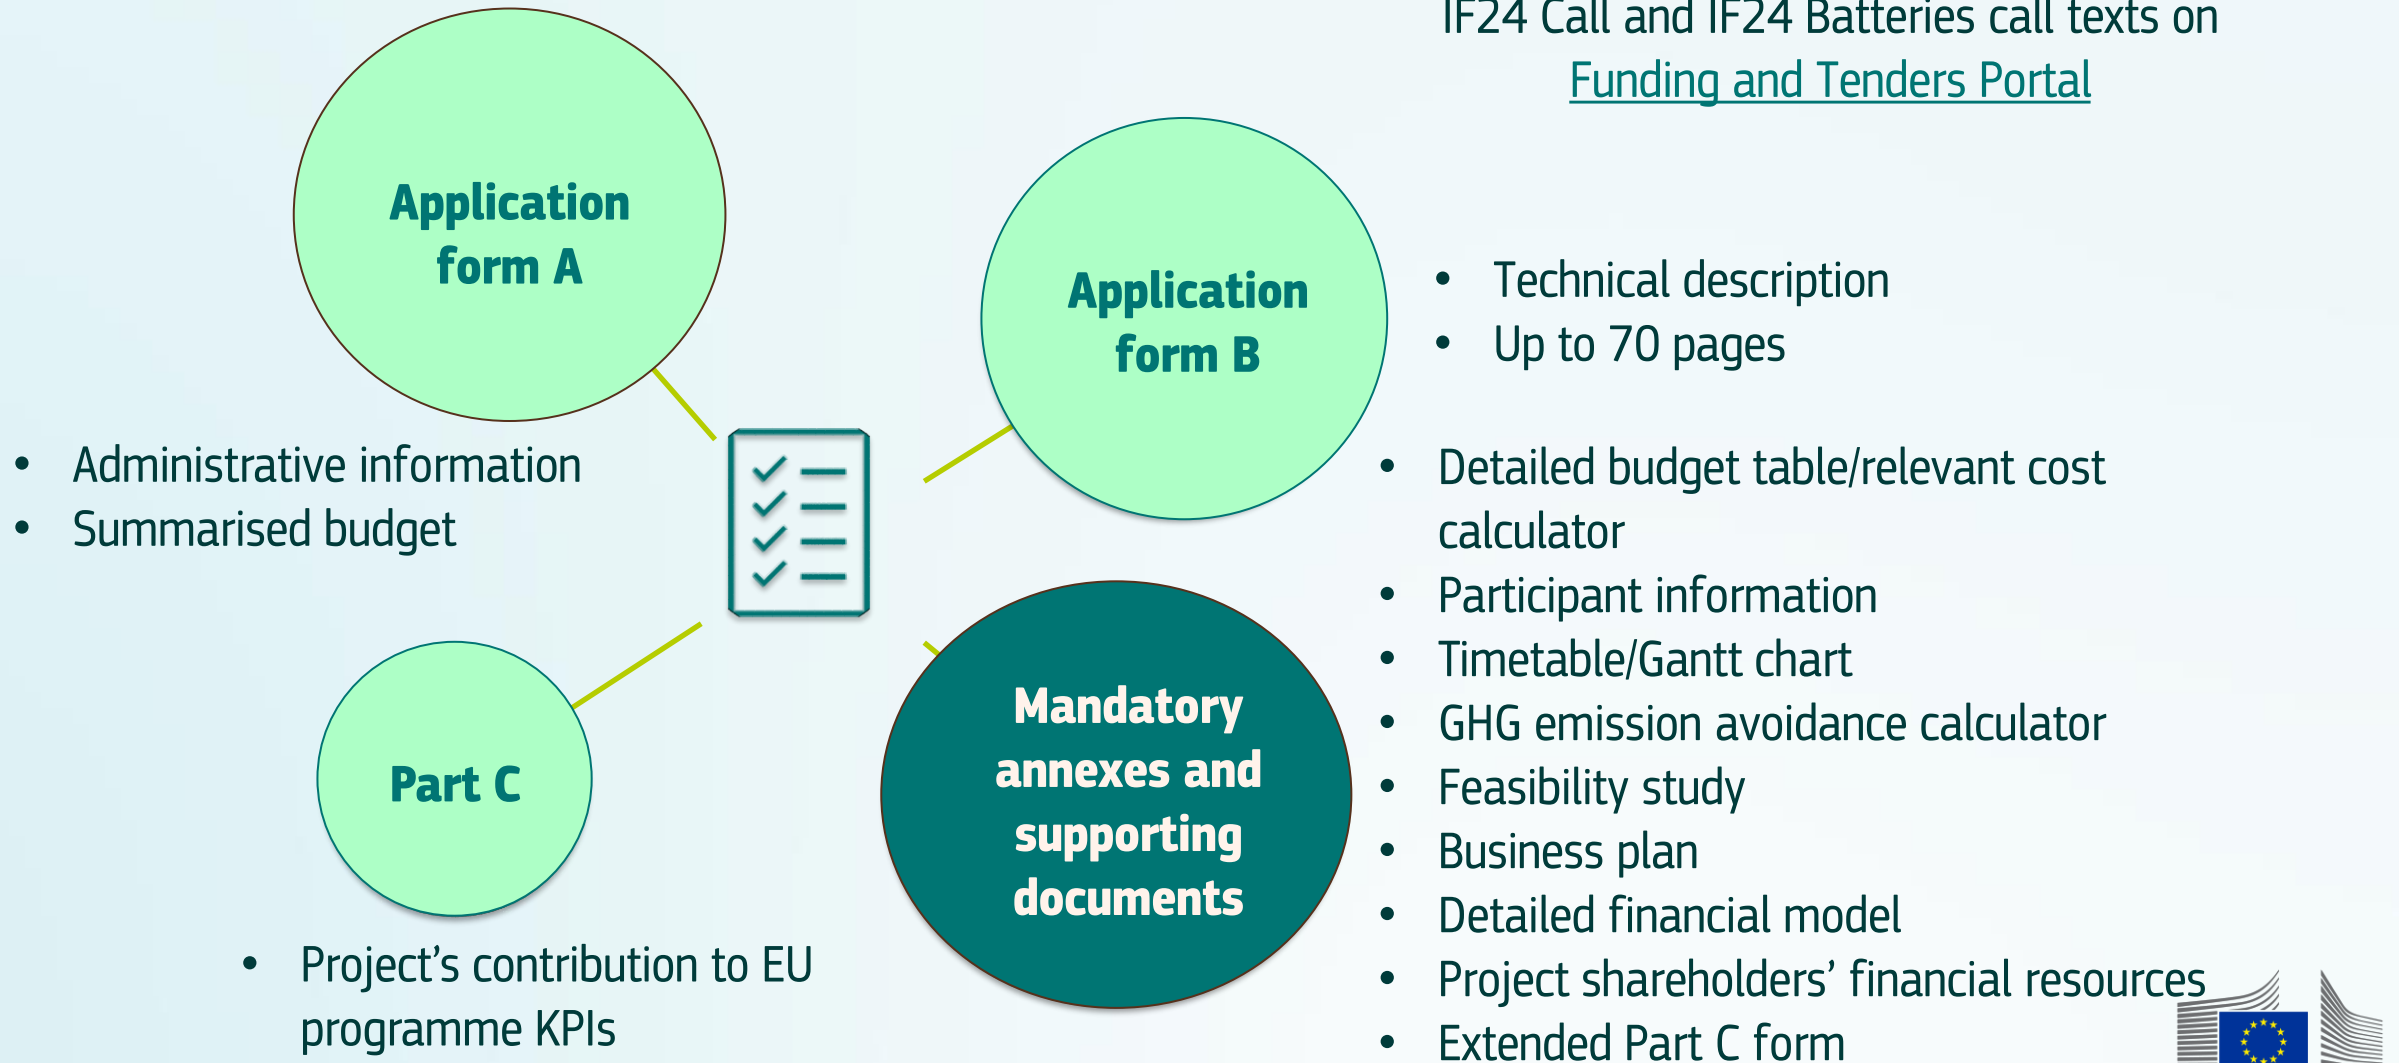 IF24 Call and IF24 Batteries call texts on
Funding and Tenders Portal
Application
form A
• Administrative information
• Summarised budget
Application
form B
• Technical description
• Up to 70 pages
Part C
• Project’s contribution to EU
programme KPIs
Mandatory
annexes and
supporting
documents
• Detailed budget table/relevant cost
calculator
• Participant information
• Timetable/Gantt chart
• GHG emission avoidance calculator
• Feasibility study
• Business plan
• Detailed financial model
• Project shareholders’ financial resources
• Extended Part C form